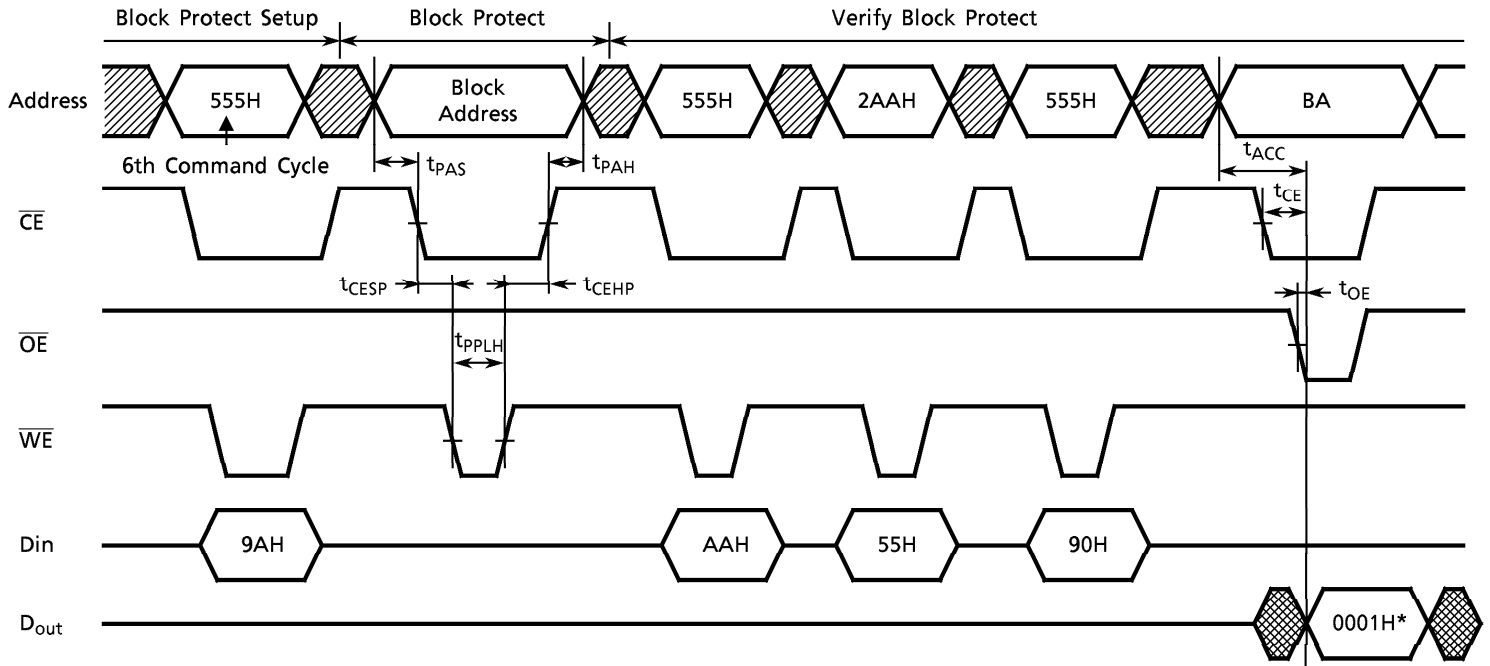 Block Protect Setup Block Protect Verify Block Protect
Address 555H Block Address 555H 2AAH 555H BA
6th Command Cycle tPAS tPAH tACC
CE tCE
tCESP tCEHP tOE
OE tPPLH
WE
Din 9AH AAH 55H 90H
Dout 0001H*